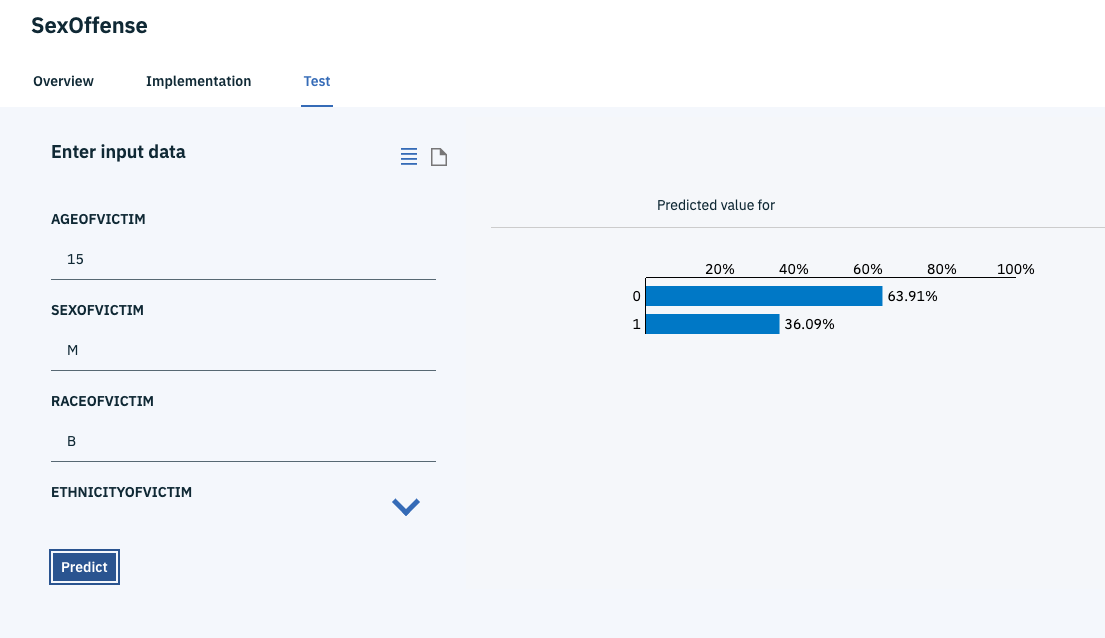 SexOffense
Overview Implementation Test
Enter input data
AGEOFVICTIM
15
SEXOFVICTIM
M
RACEOFVICTIM
B
ETHNICITYOFVICTIM
Predict
Predicted value for
20% 40% 60% 80% 100%
0 63.91%
1 36.09%